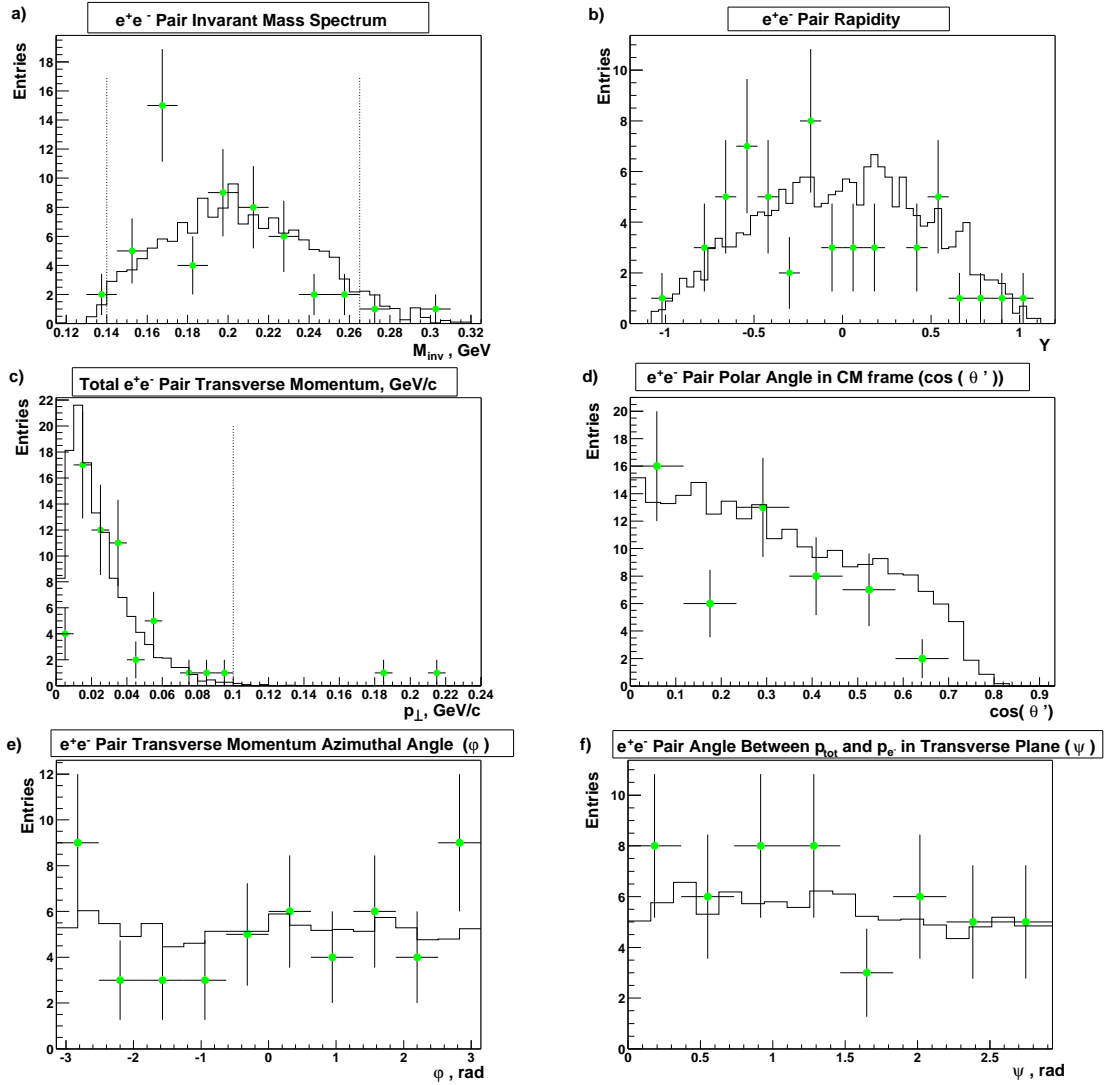 a)
e⁺e⁻ Pair Invarant Mass Spectrum
Entries
18
16
14
12
10
8
6
4
2
0
0.12 0.14 0.16 0.18 0.2 0.22 0.24 0.26 0.28 0.3 0.32
M_inv , GeV
b)
e⁺e⁻ Pair Rapidity
Entries
10
8
6
4
2
0
-1 -0.5 0 0.5 1
Y
c)
Total e⁺e⁻ Pair Transverse Momentum, GeV/c
Entries
22
20
18
16
14
12
10
8
6
4
2
0
0.02 0.04 0.06 0.08 0.1 0.12 0.14 0.16 0.18 0.2 0.22 0.24
p⊥, GeV/c
d)
e⁺e⁻ Pair Polar Angle in CM frame (cos ( θ ’))
Entries
20
18
16
14
12
10
8
6
4
2
0
0 0.1 0.2 0.3 0.4 0.5 0.6 0.7 0.8 0.9
cos( θ ’)
e)
e⁺e⁻ Pair Transverse Momentum Azimuthal Angle (φ)
Entries
12
10
8
6
4
2
0
-3 -2 -1 0 1 2 3
φ , rad
f)
e⁺e⁻ Pair Angle Between p_tot and p_e⁻ in Transverse Plane (ψ)
Entries
12
10
8
6
4
2
0
0 0.5 1 1.5 2 2.5
ψ , rad